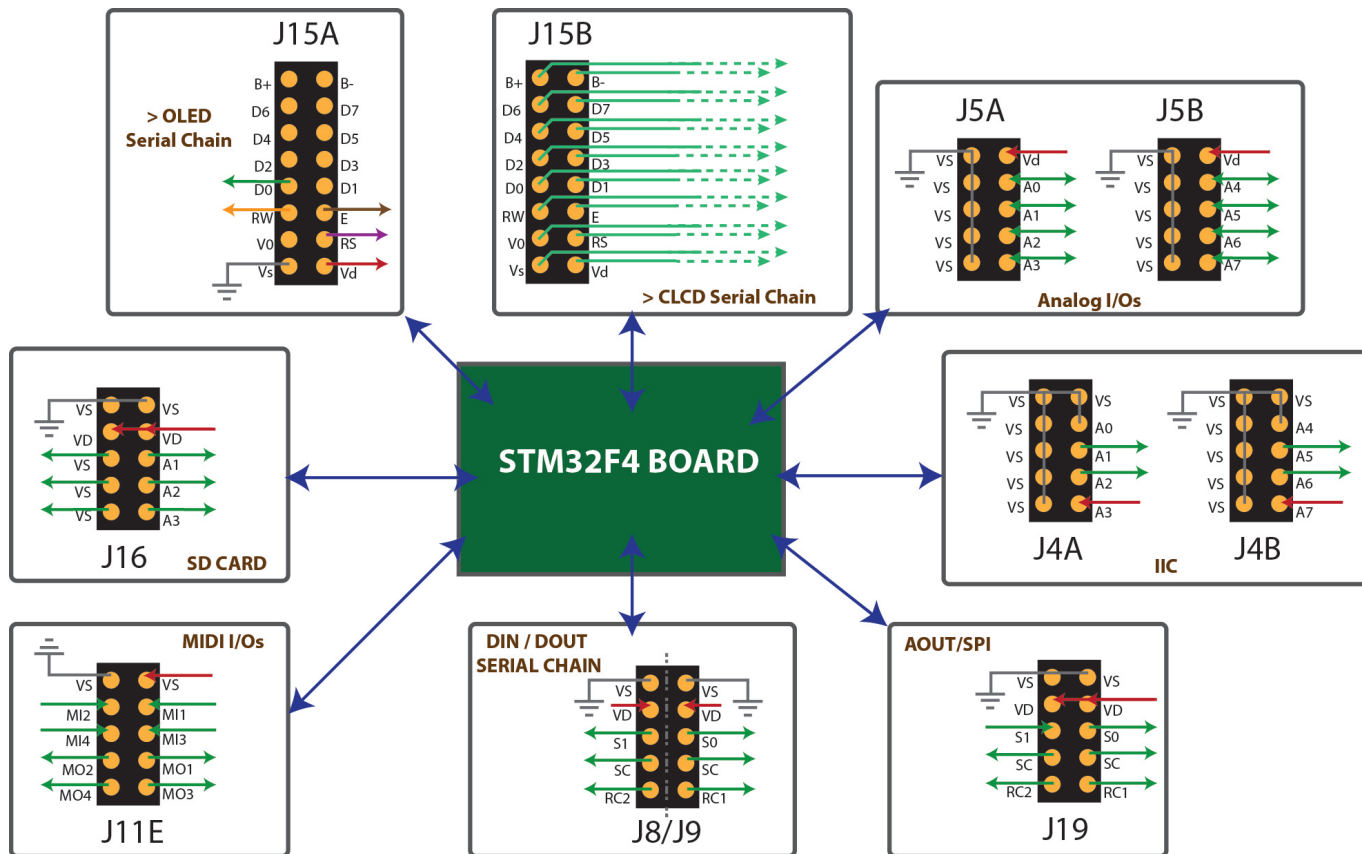 J15A
B+ B-
D6 D7
> OLED
Serial Chain
D4 D5
D2 D3
D0 D1
RW E
V0 RS
Vs Vd
J15B
B+ B-
D6 D7
D4 D5
D2 D3
D0 D1
RW E
V0 RS
Vs Vd
> CLCD Serial Chain
J5A J5B
VS Vd VS Vd
VS A0 VS A4
VS A1 VS A5
VS A2 VS A6
VS A3 VS A7
Analog I/Os
VS VS
VD VD
VS A1
VS A2
VS A3
J16
SD CARD
STM32F4 BOARD
VS VS VS VS
VS A0 VS A4
VS A1 VS A5
VS A2 VS A6
VS A3 VS A7
J4A J4B
IIC
MIDI I/Os
VS VS
MI2 MI1
MI4 MI3
MO2 MO1
MO4 MO3
J11E
DIN / DOUT
SERIAL CHAIN
VS VS
VD VD
S1 S0
SC SC
RC2 RC1
J8/J9
AOUT/SPI
VS VS
VD VD
S1 S0
SC SC
RC2 RC1
J19